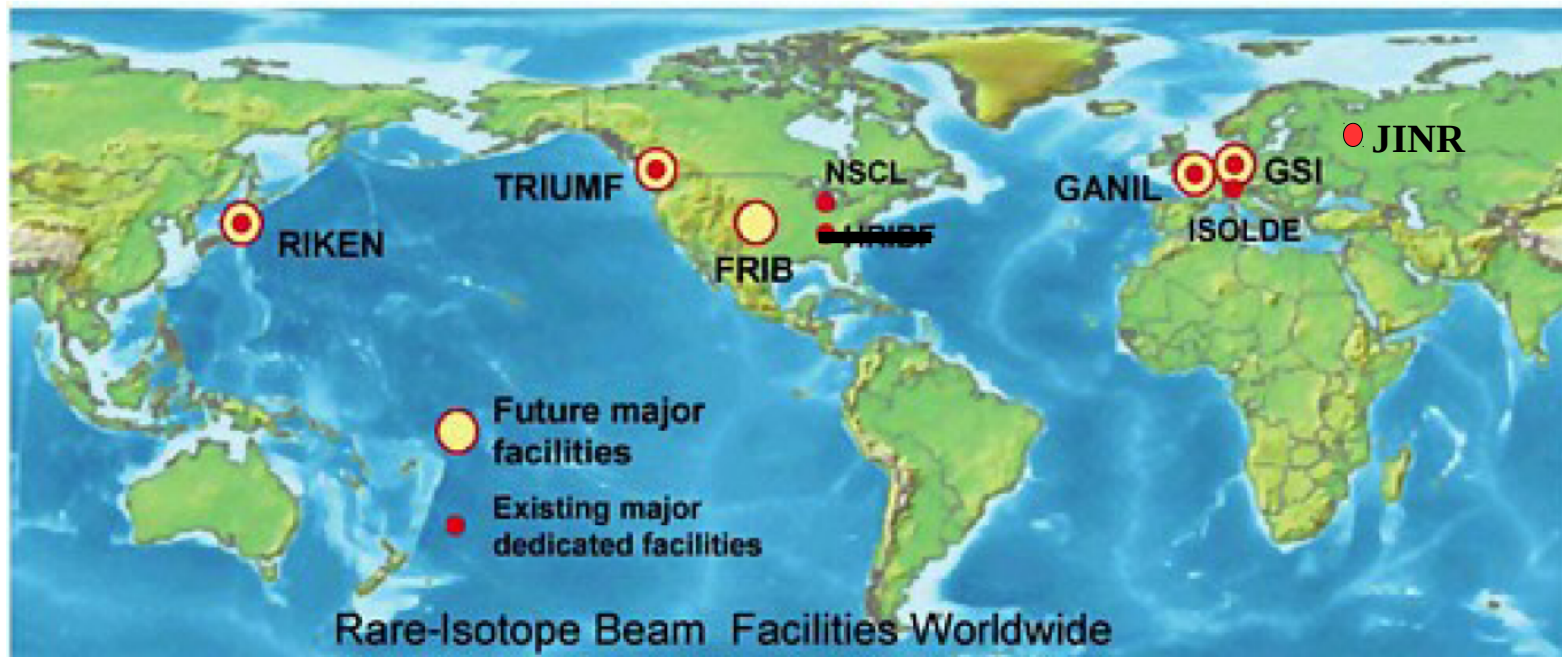 JINR
NSCL
TRIUMF
GANIL
GSI
RIKEN
ISOLDE
FRIB
Future major
facilities
Existing major
dedicated facilities
Rare-Isotope Beam Facilities Worldwide